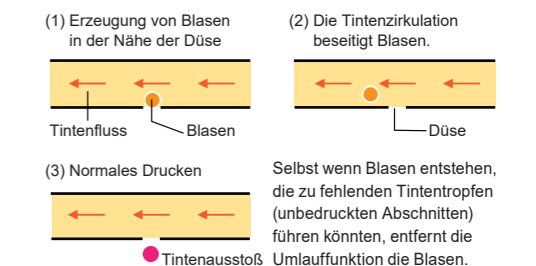 (1) Erzeugung von Blasen
in der Nähe der Düse
Tintenfluss
Blasen
(2) Die Tintenzirkulation
beseitigt Blasen.
Düse
(3) Normales Drucken
Tintenausstoß
Selbst wenn Blasen entstehen,
die zu fehlenden Tintentropfen
(unbedruckten Abschnitten)
führen könnten, entfernt die
Umlauffunktion die Blasen.